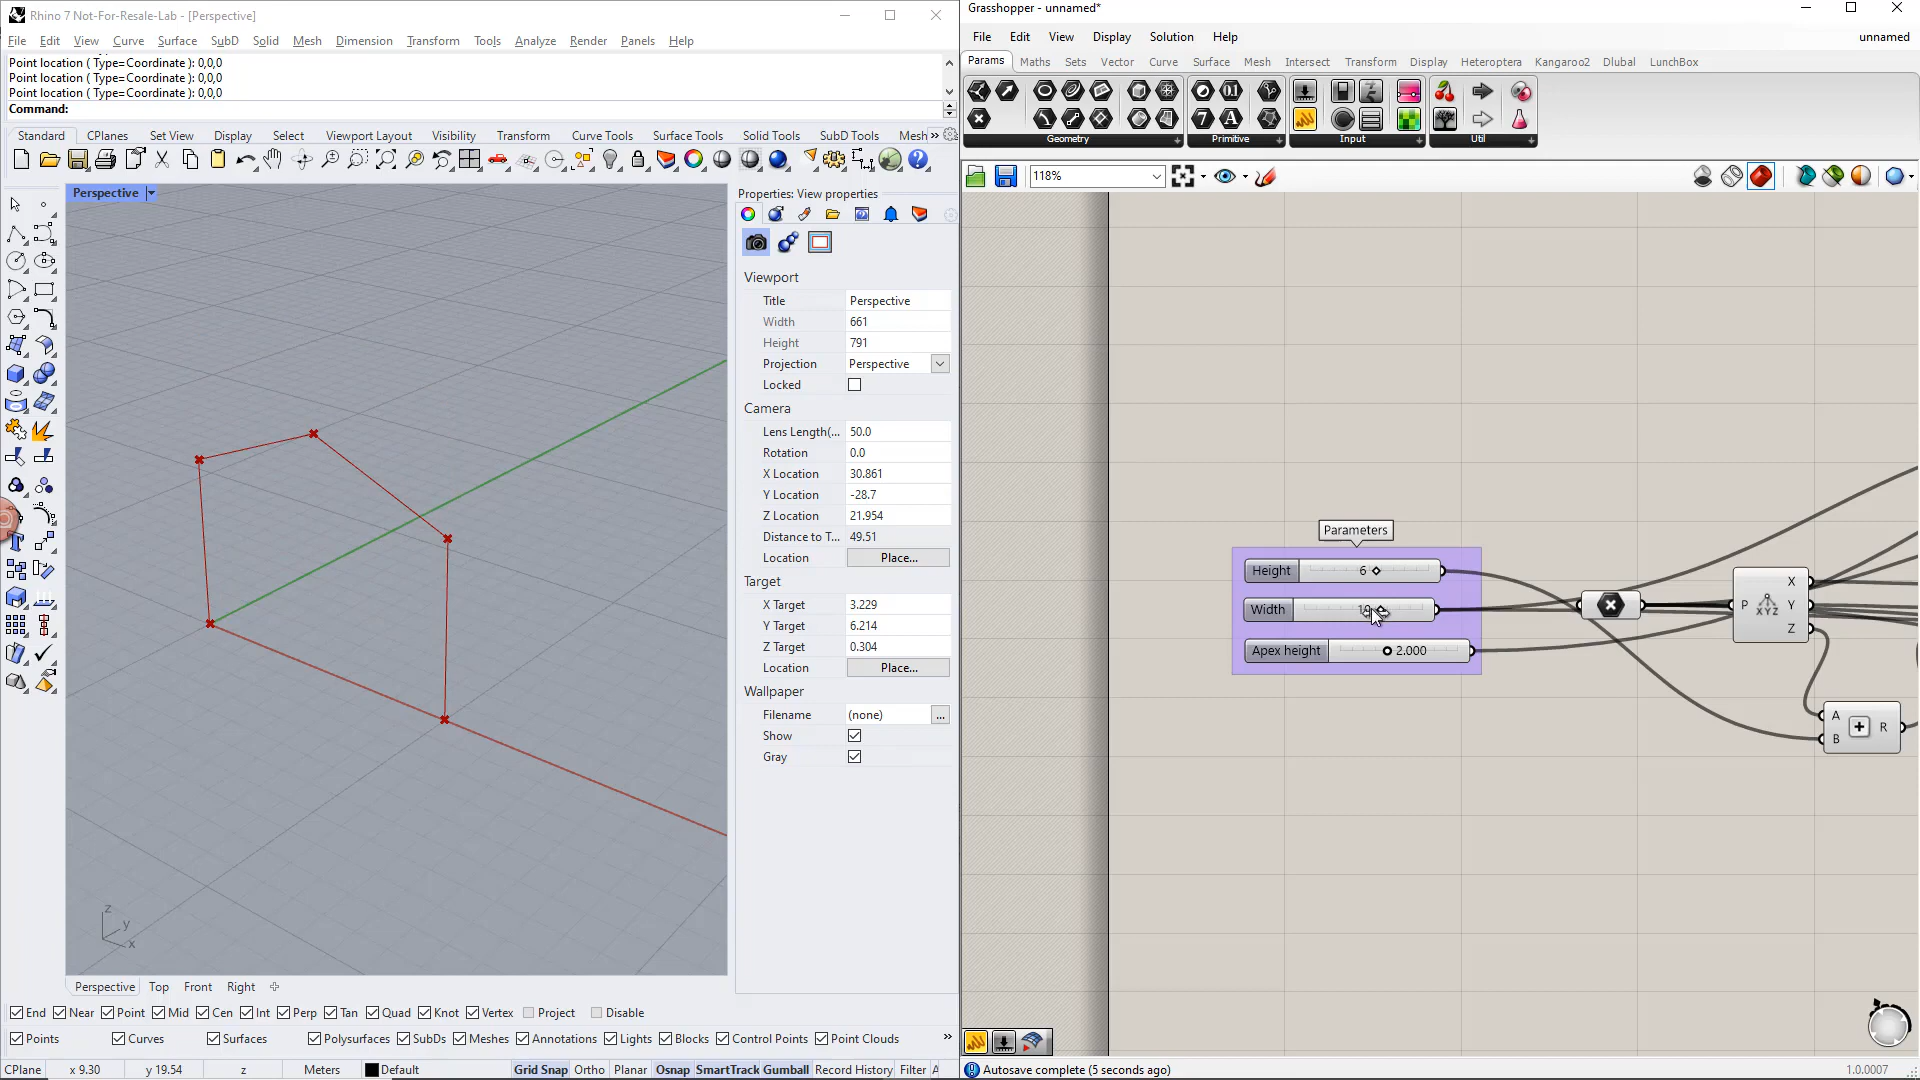 Rhino 7 Not-For-Resale-Lab - [Perspective]
File Edit View Curve Surface SubD Solid Mesh Dimension Transform Tools Analyze Render Panels Help
Point location ( Type=Coordinate ): 0,0,0
Point location ( Type=Coordinate ): 0,0,0
Point location ( Type=Coordinate ): 0,0,0
Command:
Standard CPlanes Set View Display Select Viewport Layout Visibility Transform Curve Tools Surface Tools Solid Tools SubD Tools Mesh »
Perspective
z
y
x
Perspective Top Front Right
Properties: View properties
Viewport
Title Perspective
Width 661
Height 791
Projection Perspective
Locked
Camera
Lens Length(... 50.0
Rotation 0.0
X Location 30.861
Y Location -28.7
Z Location 21.954
Distance to T... 49.51
Location Place...
Target
X Target 3.229
Y Target 6.214
Z Target 0.304
Location Place...
Wallpaper
Filename (none) ...
Show
Gray
End Near Point Mid Cen Int Perp Tan Quad Knot Vertex Project Disable
Points Curves Surfaces Polysurfaces SubDs Meshes Annotations Lights Blocks Control Points Point Clouds »
CPlane x 9.30 y 19.54 z Meters Default Grid Snap Ortho Planar Osnap SmartTrack Gumball Record History Filter A
Grasshopper - unnamed*
File Edit View Display Solution Help unnamed
Params Maths Sets Vector Curve Surface Mesh Intersect Transform Display Heteroptera Kangaroo2 Dlubal LunchBox
Geometry Primitive Input Util
118%
Parameters
Height 6
Width
Apex height 2.000
P XYZ X Y Z
A B R
Autosave complete (5 seconds ago) 1.0.0007